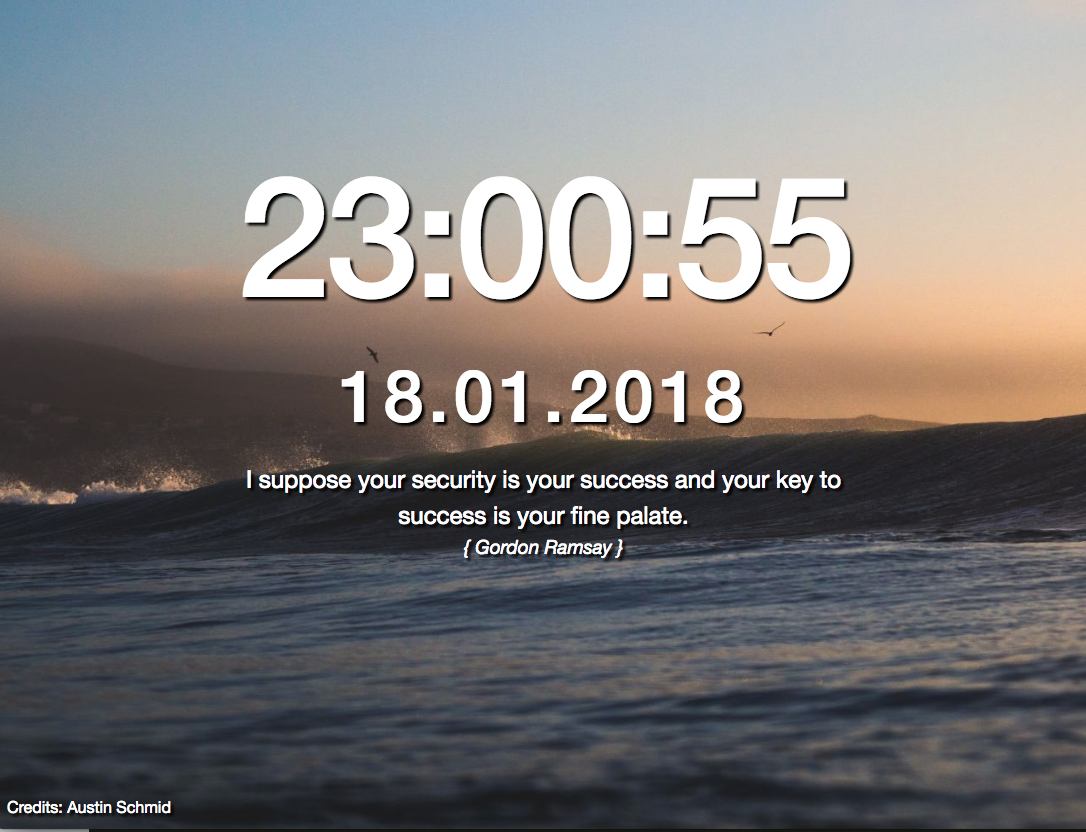 23:00:55
18.01.2018
I suppose your security is your success and your key to
success is your fine palate.
{ Gordon Ramsay }
Credits: Austin Schmid